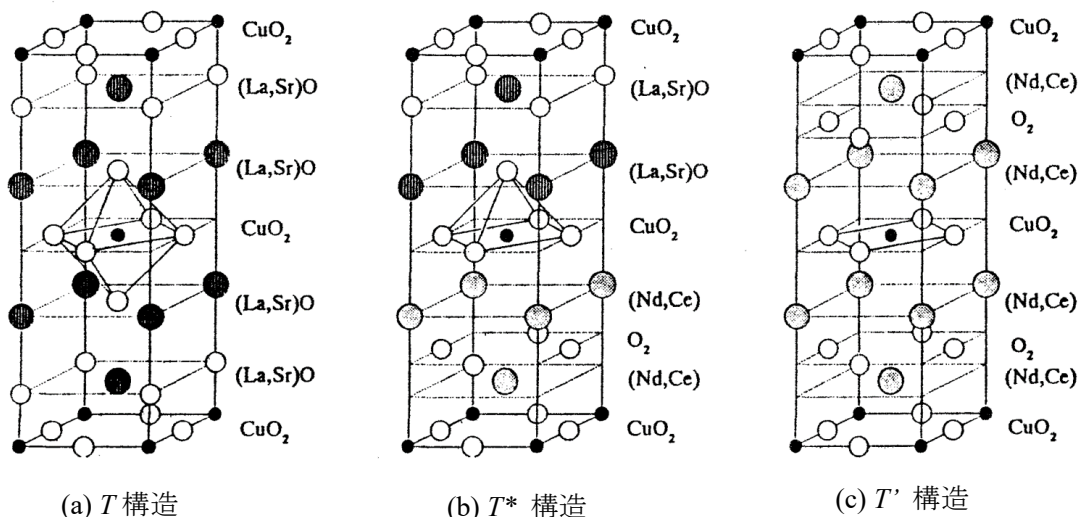 CuO₂
(La,Sr)O
(La,Sr)O
CuO₂
(La,Sr)O
(La,Sr)O
CuO₂
(a) T 構造
CuO₂
(La,Sr)O
(La,Sr)O
CuO₂
(Nd,Ce)
O₂
(Nd,Ce)
CuO₂
(b) T* 構造
CuO₂
(Nd,Ce)
O₂
(Nd,Ce)
CuO₂
(Nd,Ce)
O₂
(Nd,Ce)
CuO₂
(c) T’ 構造